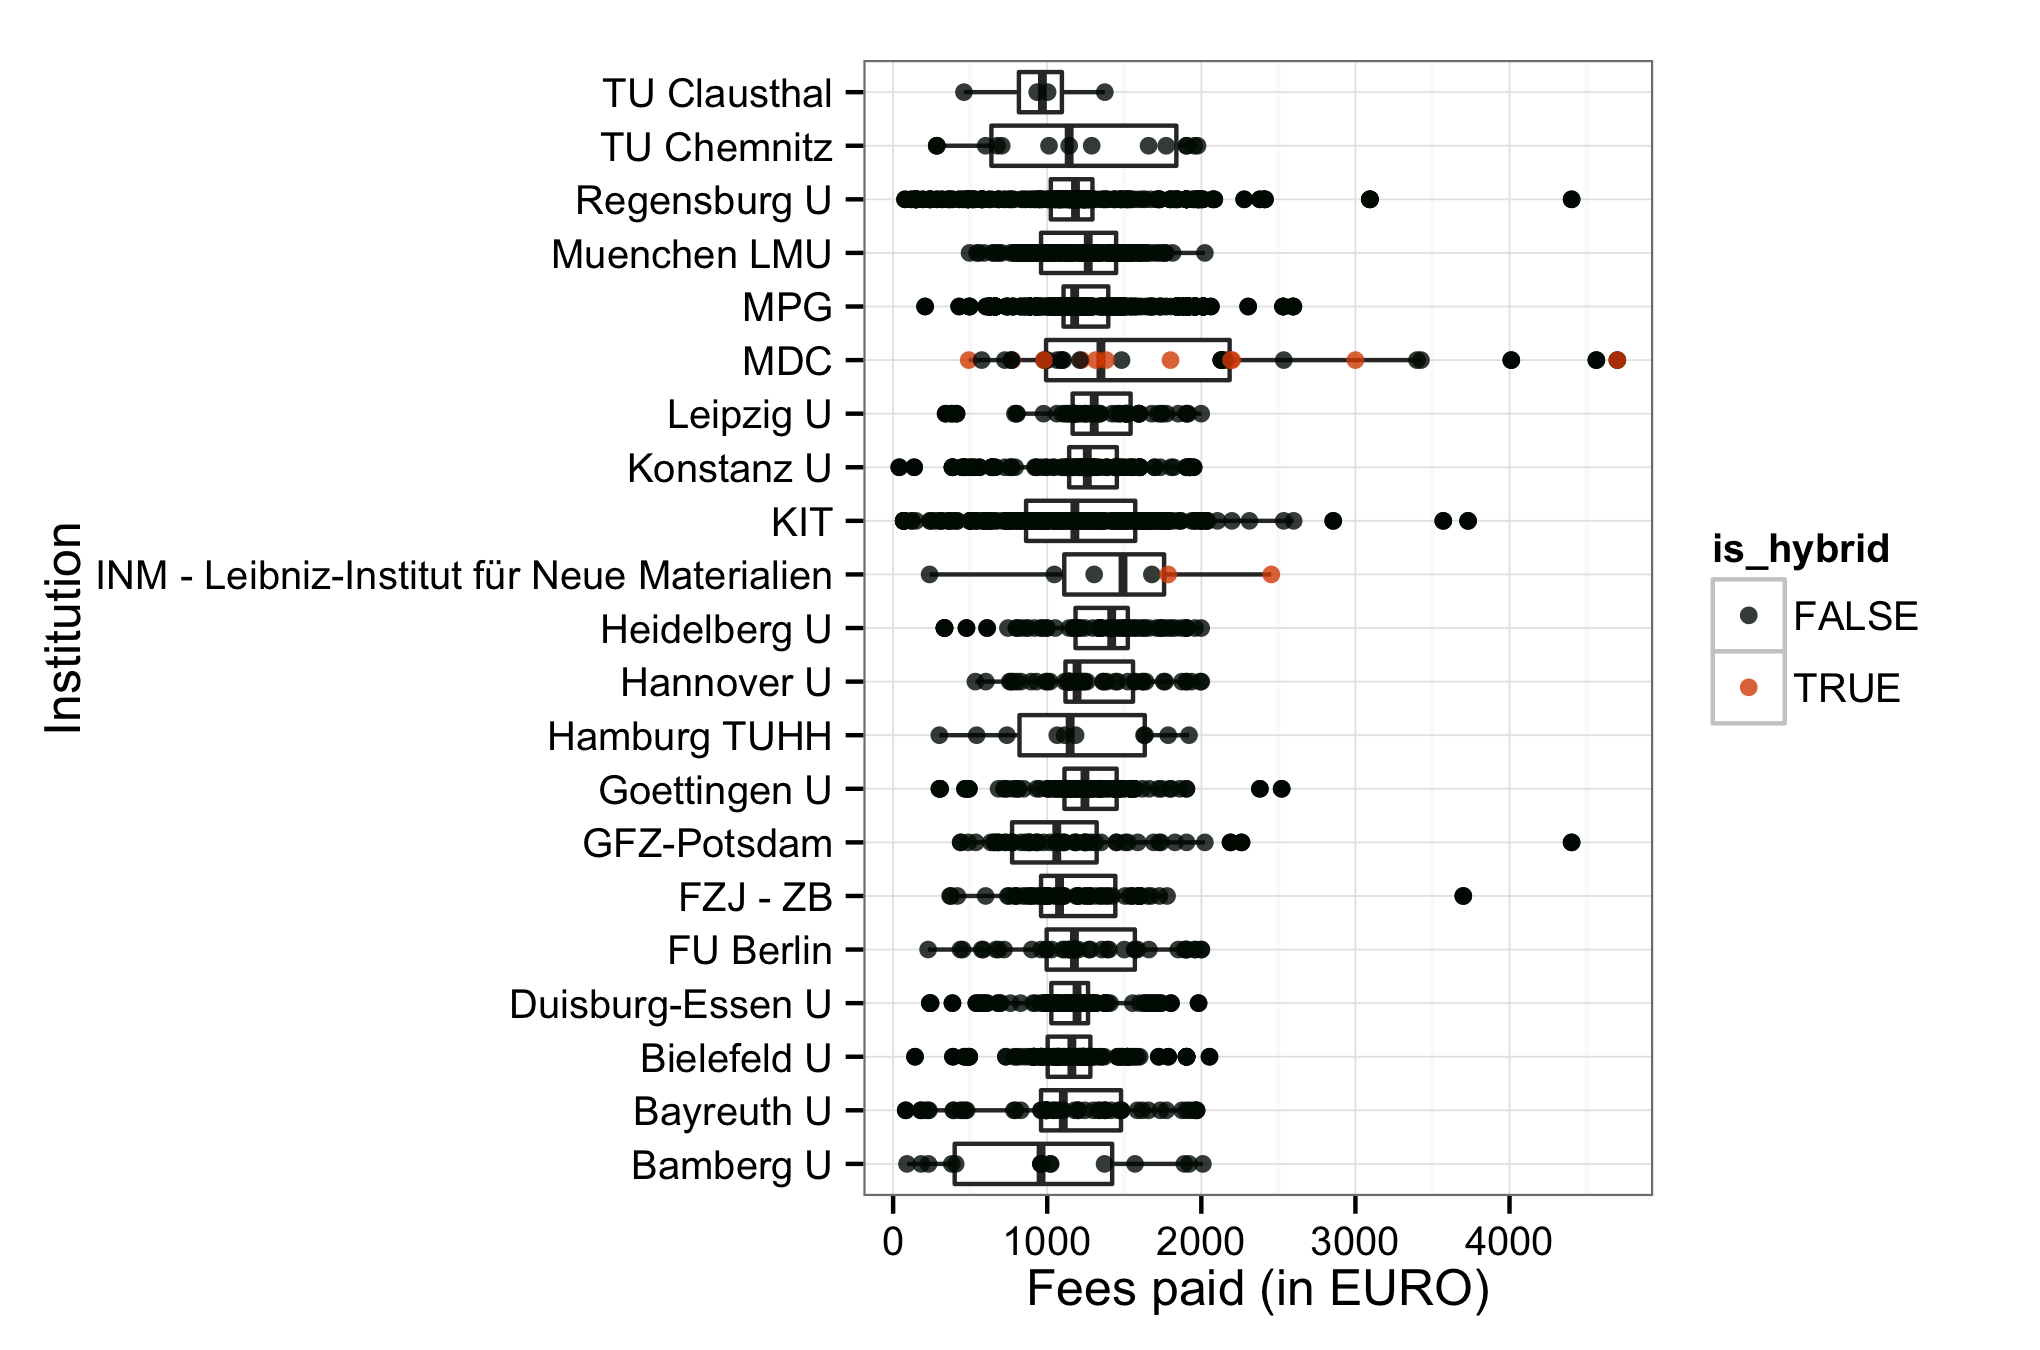 TU Clausthal
TU Chemnitz
Regensburg U
Muenchen LMU
MPG
MDC
Leipzig U
Konstanz U
KIT
INM - Leibniz-Institut für Neue Materialien
Heidelberg U
Hannover U
Hamburg TUHH
Goettingen U
GFZ-Potsdam
FZJ - ZB
FU Berlin
Duisburg-Essen U
Bielefeld U
Bayreuth U
Bamberg U
Institution
0 1000 2000 3000 4000
Fees paid (in EURO)
is_hybrid
FALSE
TRUE